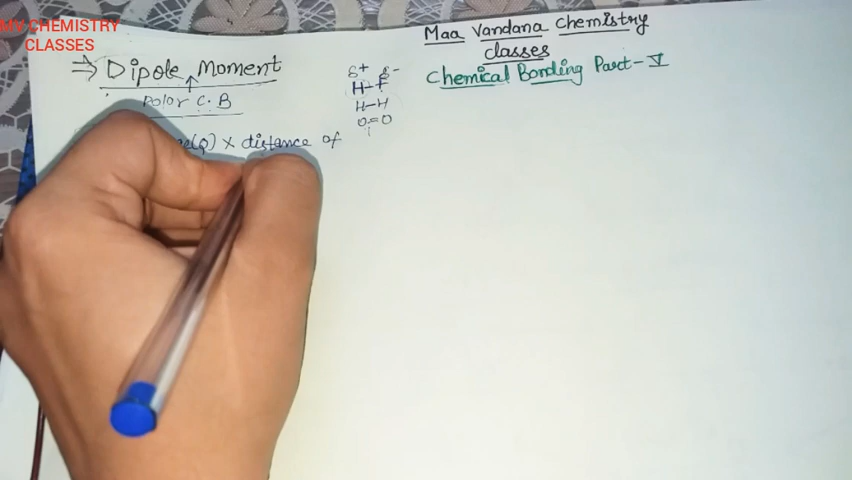 MY CHEMISTRY
CLASSES
Maa Vandana Chemistry
classes
Chemical Bonding Part-V
⇒ Dipole Moment
Polar C.B
δ+ δ-
H-F
H-H
O=O
(q) × distance of